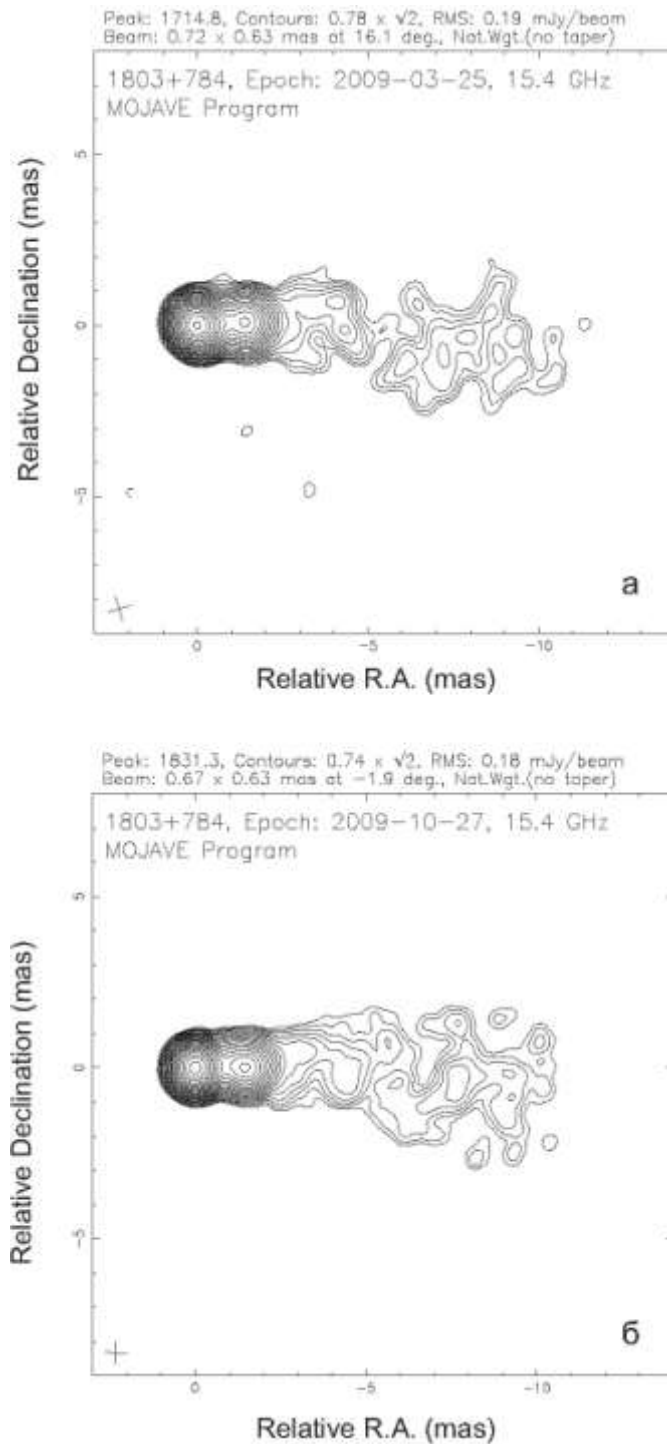 Peak: 1714.8, Contours: 0.78 x √2, RMS: 0.19 mJy/beam
Beam: 0.72 x 0.63 mas at 16.1 deg., Nat.Wgt.(no taper)
1803+784, Epoch: 2009-03-25, 15.4 GHz
MOJAVE Program
Relative Declination (mas)
5
0
-5
а
0
-5
-10
Relative R.A. (mas)
Peak: 1831.3, Contours: 0.74 x √2, RMS: 0.18 mJy/beam
Beam: 0.67 x 0.63 mas at -1.9 deg., Nat.Wgt.(no taper)
1803+784, Epoch: 2009-10-27, 15.4 GHz
MOJAVE Program
Relative Declination (mas)
5
0
-5
б
0
-5
-10
Relative R.A. (mas)